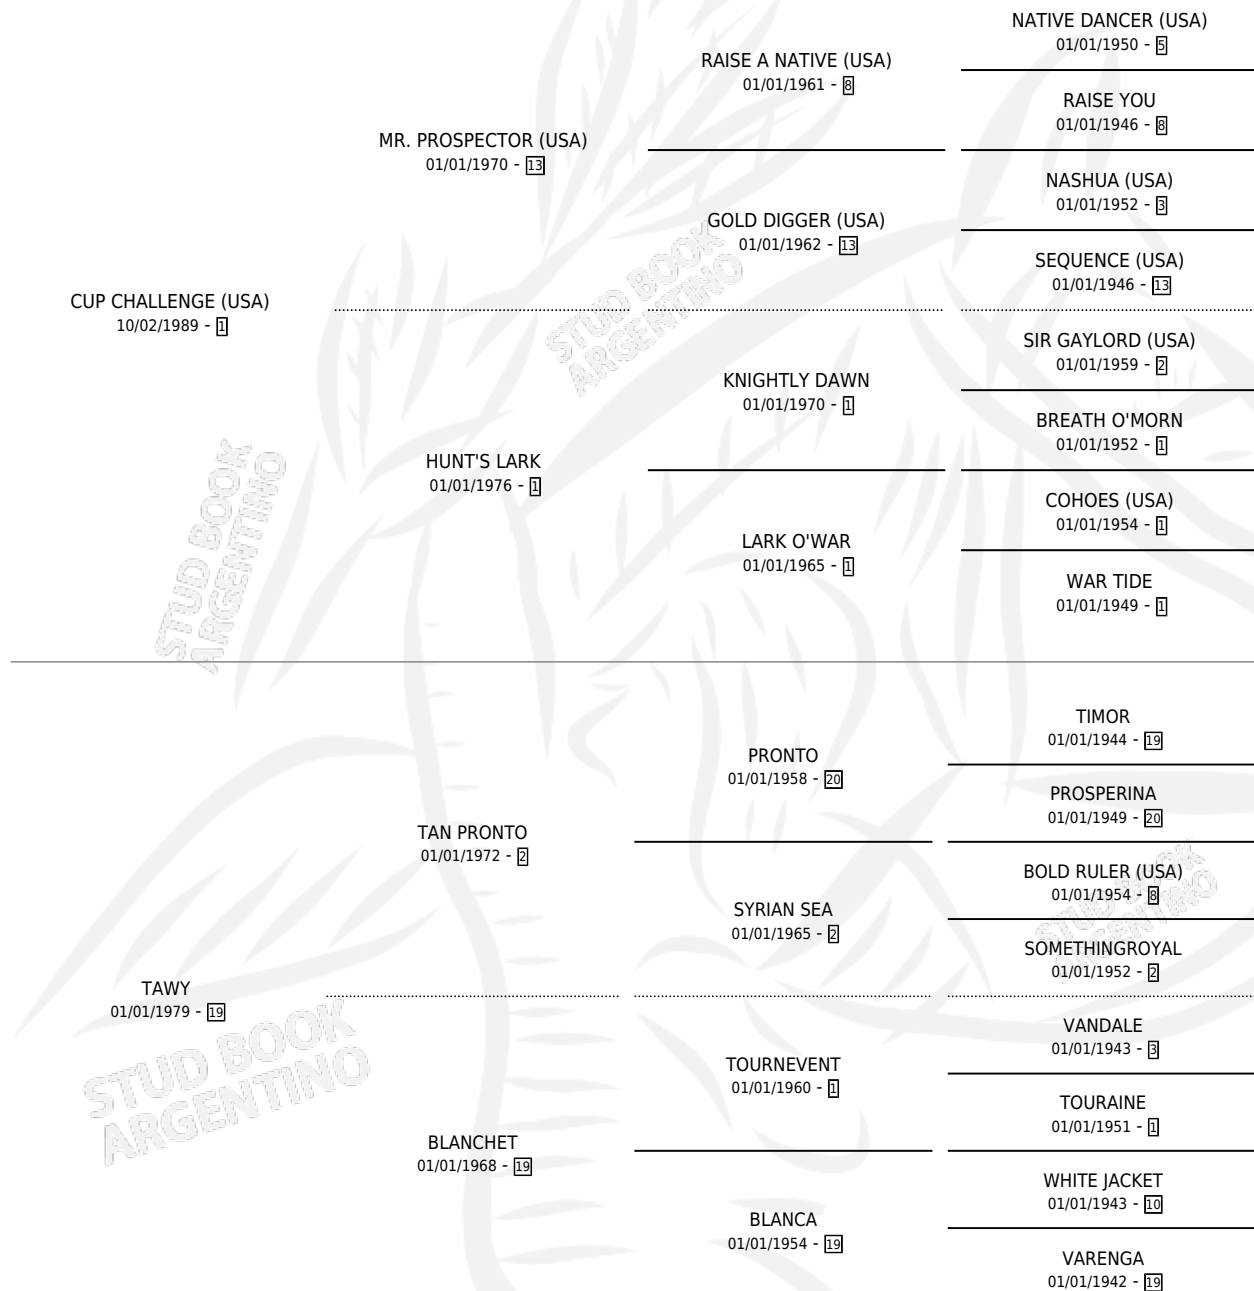 NATIVE DANCER (USA)
01/01/1950 - 5
RAISE A NATIVE (USA)
01/01/1961 - 8
RAISE YOU
01/01/1946 - 8
MR. PROSPECTOR (USA)
01/01/1970 - 13
NASHUA (USA)
01/01/1952 - 3
GOLD DIGGER (USA)
01/01/1962 - 13
SEQUENCE (USA)
01/01/1946 - 13
CUP CHALLENGE (USA)
10/02/1989 - 1
STUD BOOK
ARGENTINO
SIR GAYLORD (USA)
01/01/1959 - 2
KNIGHTLY DAWN
01/01/1970 - 1
BREATH O'MORN
01/01/1952 - 1
HUNT'S LARK
01/01/1976 - 1
COHOES (USA)
01/01/1954 - 1
LARK O'WAR
01/01/1965 - 1
WAR TIDE
01/01/1949 - 1
STUD BOOK
ARGENTINO
TIMOR
01/01/1944 - 19
PRONTO
01/01/1958 - 20
PROSPERINA
01/01/1949 - 20
TAN PRONTO
01/01/1972 - 2
BOLD RULER (USA)
01/01/1954 - 8
SYRIAN SEA
01/01/1965 - 2
SOMETHINGROYAL
01/01/1952 - 2
STUD BOOK
ARGENTINO
TAWY
01/01/1979 - 19
VANDALE
01/01/1943 - 3
TOURNEVENT
01/01/1960 - 1
TOURAINE
01/01/1951 - 1
STUD BOOK
ARGENTINO
BLANCHET
01/01/1968 - 19
WHITE JACKET
01/01/1943 - 10
BLANCA
01/01/1954 - 19
VARENGA
01/01/1942 - 19